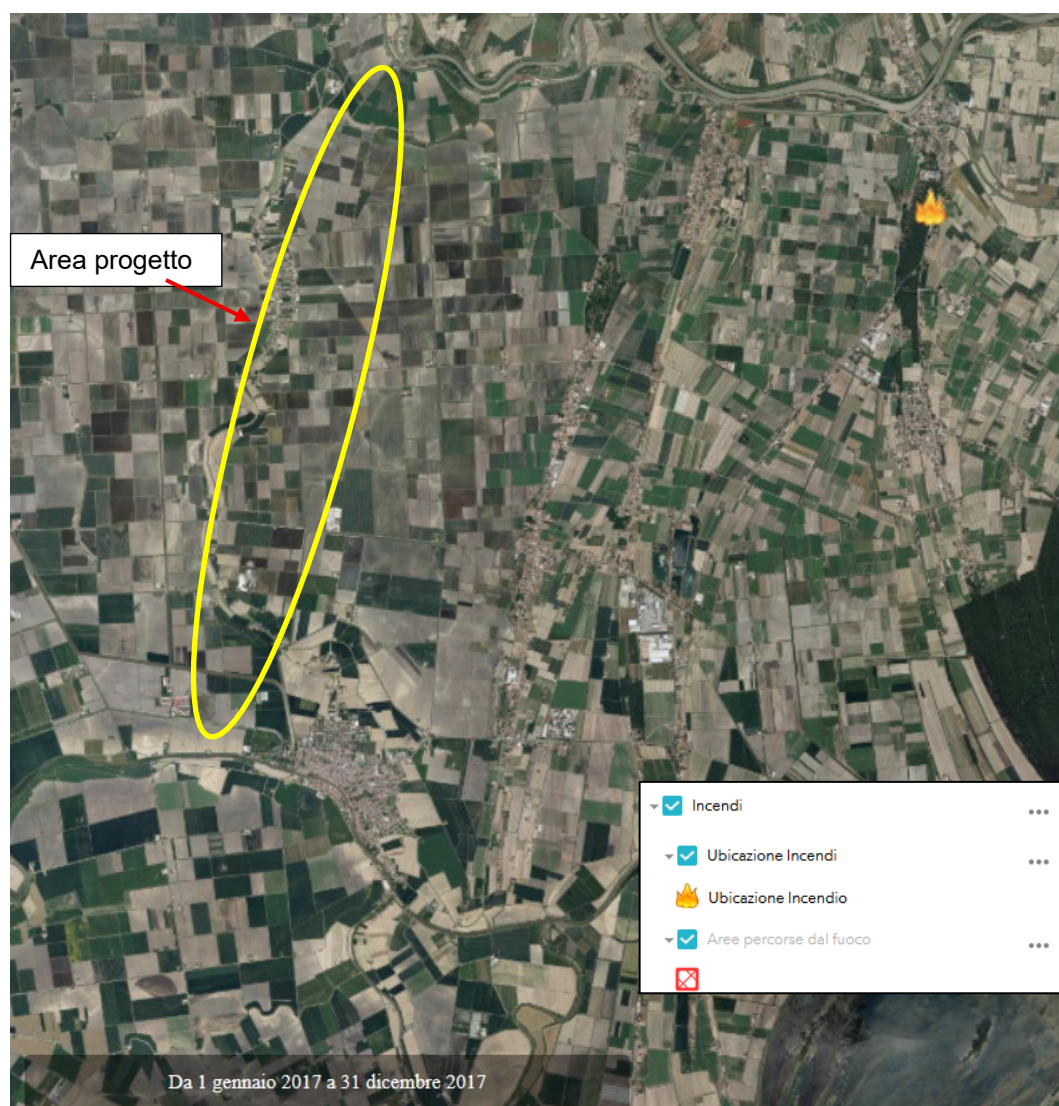 Area progetto
Incendi
Ubicazione Incendi
Ubicazione Incendio
Aree percorse dal fuoco
Da 1 gennaio 2017 a 31 dicembre 2017